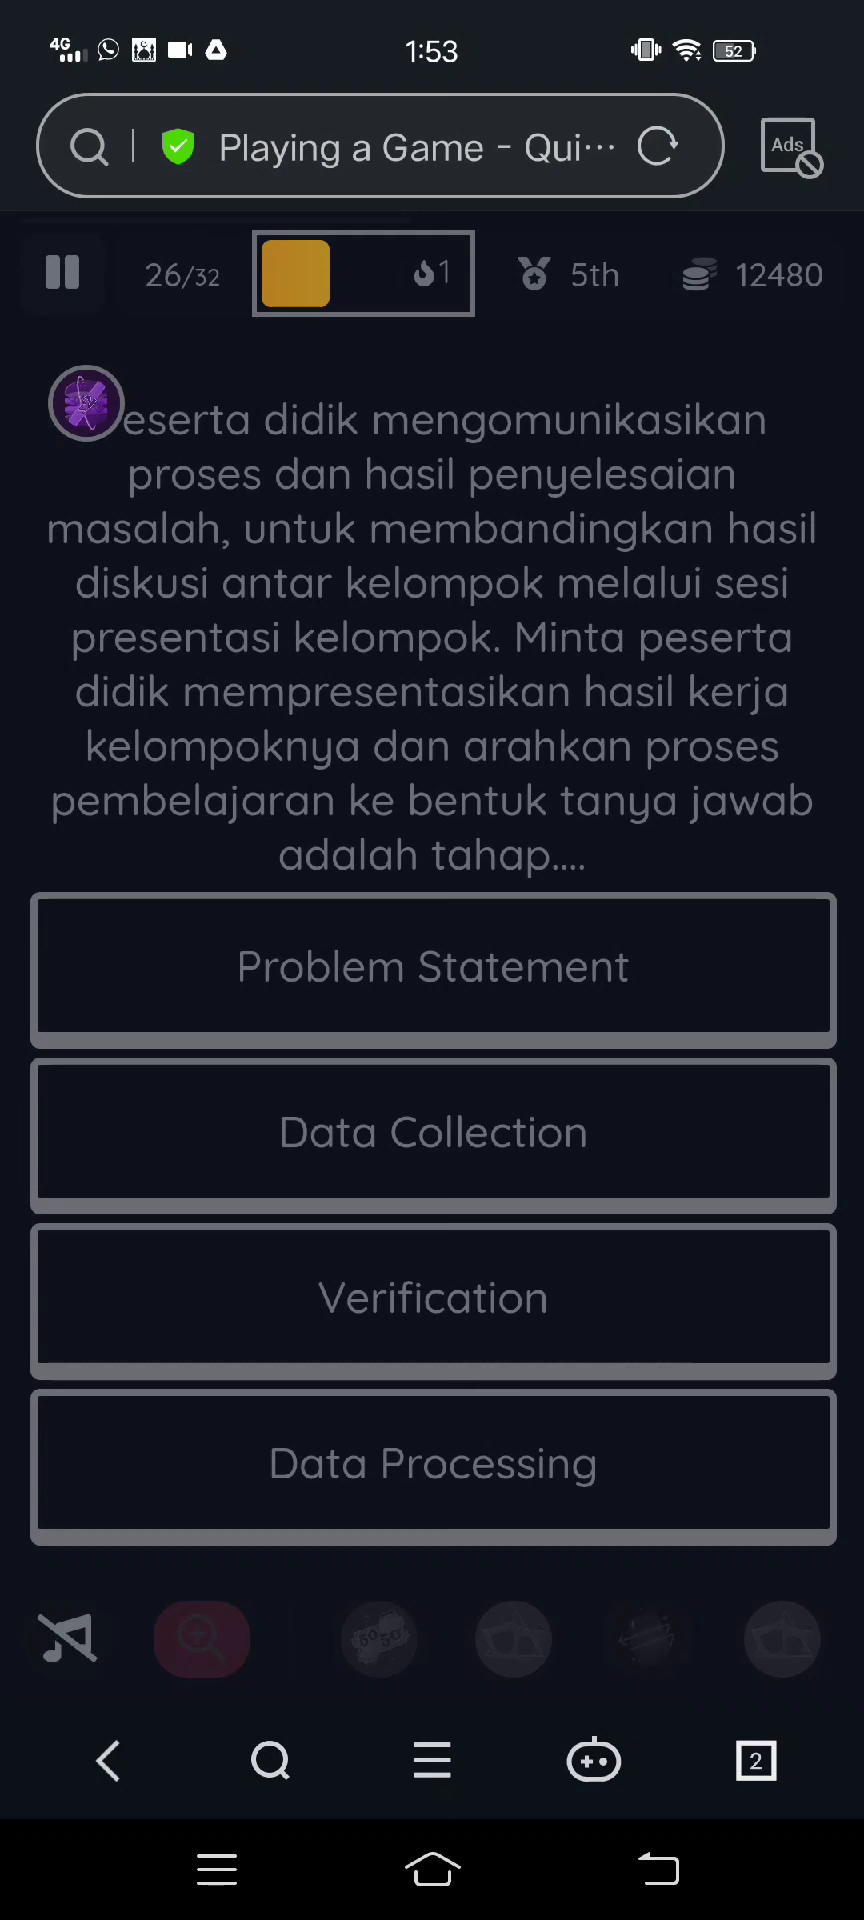 4G 1:53 52
Playing a Game - Qui··· Ads
26/32 1 5th 12480
eserta didik mengomunikasikan
proses dan hasil penyelesaian
masalah, untuk membandingkan hasil
diskusi antar kelompok melalui sesi
presentasi kelompok. Minta peserta
didik mempresentasikan hasil kerja
kelompoknya dan arahkan proses
pembelajaran ke bentuk tanya jawab
adalah tahap....
Problem Statement
Data Collection
Verification
Data Processing
50 50
2